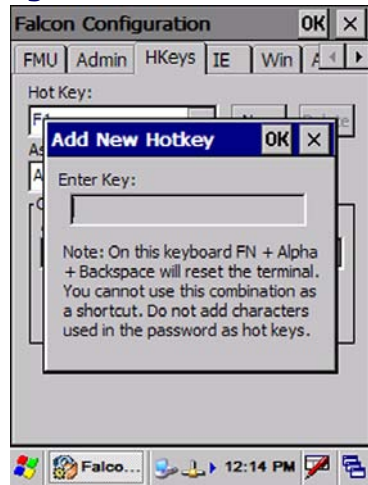 Falcon Configuration OK
FMU Admin HKeys IE Win
Hot Key:
Add New Hotkey OK
Enter Key:
Note: On this keyboard FN + Alpha
+ Backspace will reset the terminal.
You cannot use this combination as
a shortcut. Do not add characters
used in the password as hot keys.
Falco... 12:14 PM